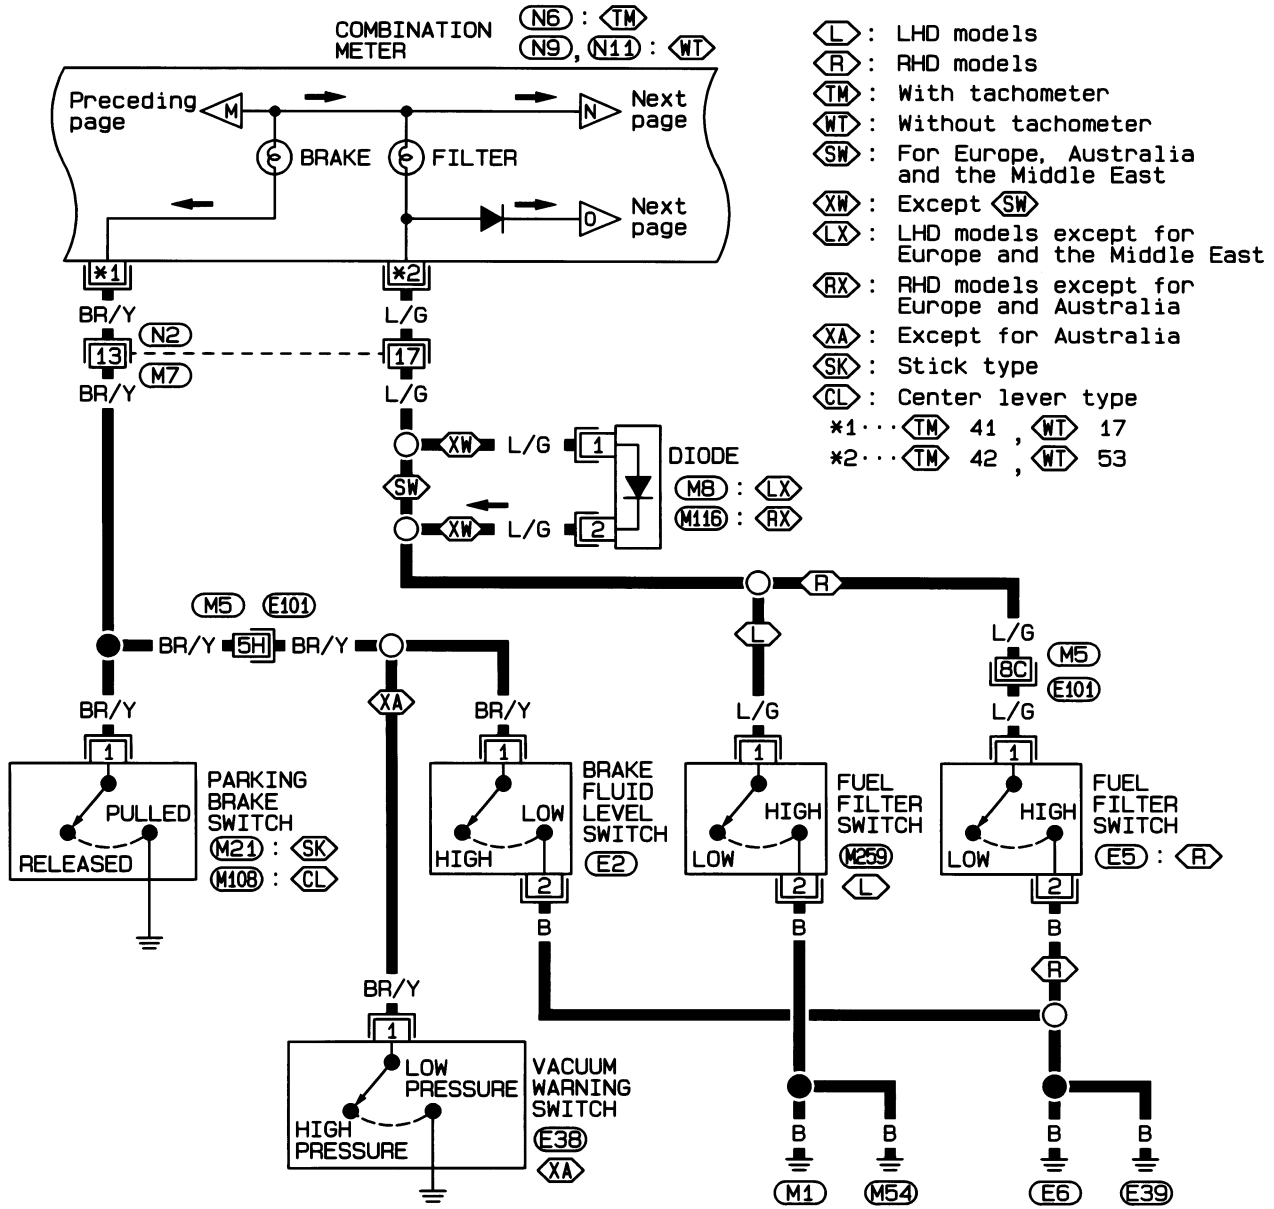 COMBINATION
METER
N6 : TM
N9 , N11 : WT
Preceding
page
M
N
Next
page
BRAKE
FILTER
O
Next
page
*1
*2
BR/Y
L/G
N2
13
17
M7
BR/Y
L/G
XW
L/G
1
DIODE
SW
M8 : LX
M116 : RX
XW
L/G
2
L : LHD models
R : RHD models
TM : With tachometer
WT : Without tachometer
SW : For Europe, Australia
and the Middle East
XW : Except SW
LX : LHD models except for
Europe and the Middle East
RX : RHD models except for
Europe and Australia
XA : Except for Australia
SK : Stick type
CL : Center lever type
*1··· TM 41 , WT 17
*2··· TM 42 , WT 53
R
L
M5 E101
BR/Y 5H BR/Y
L/G
8C
M5
E101
XA
BR/Y
BR/Y
L/G
L/G
1
1
1
1
PULLED
RELEASED
PARKING
BRAKE
SWITCH
M21 : SK
M108 : CL
LOW
HIGH
BRAKE
FLUID
LEVEL
SWITCH
E2
HIGH
LOW
FUEL
FILTER
SWITCH
M259
L
HIGH
LOW
FUEL
FILTER
SWITCH
E5 : R
2
2
2
B
B
B
R
BR/Y
1
LOW
PRESSURE
HIGH
PRESSURE
VACUUM
WARNING
SWITCH
E38
XA
B
B
B
B
M1
M54
E6
E39